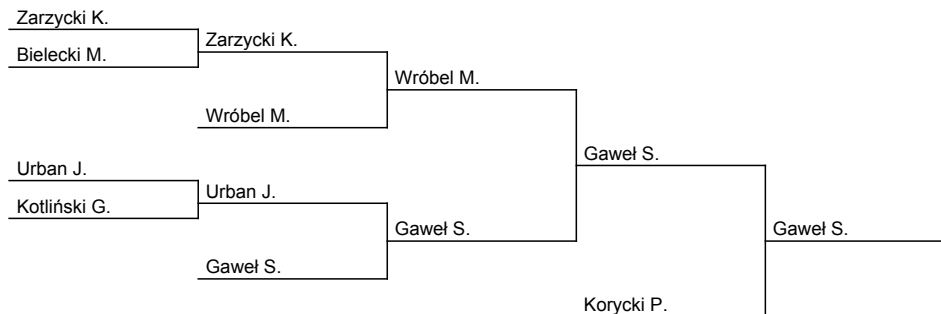 Zarzycki K.
Bielecki M.
Zarzycki K.
Wróbel M.
Wróbel M.
Urban J.
Kotliński G.
Urban J.
Gaweł S.
Gaweł S.
Gaweł S.
Korycki P.
Gaweł S.